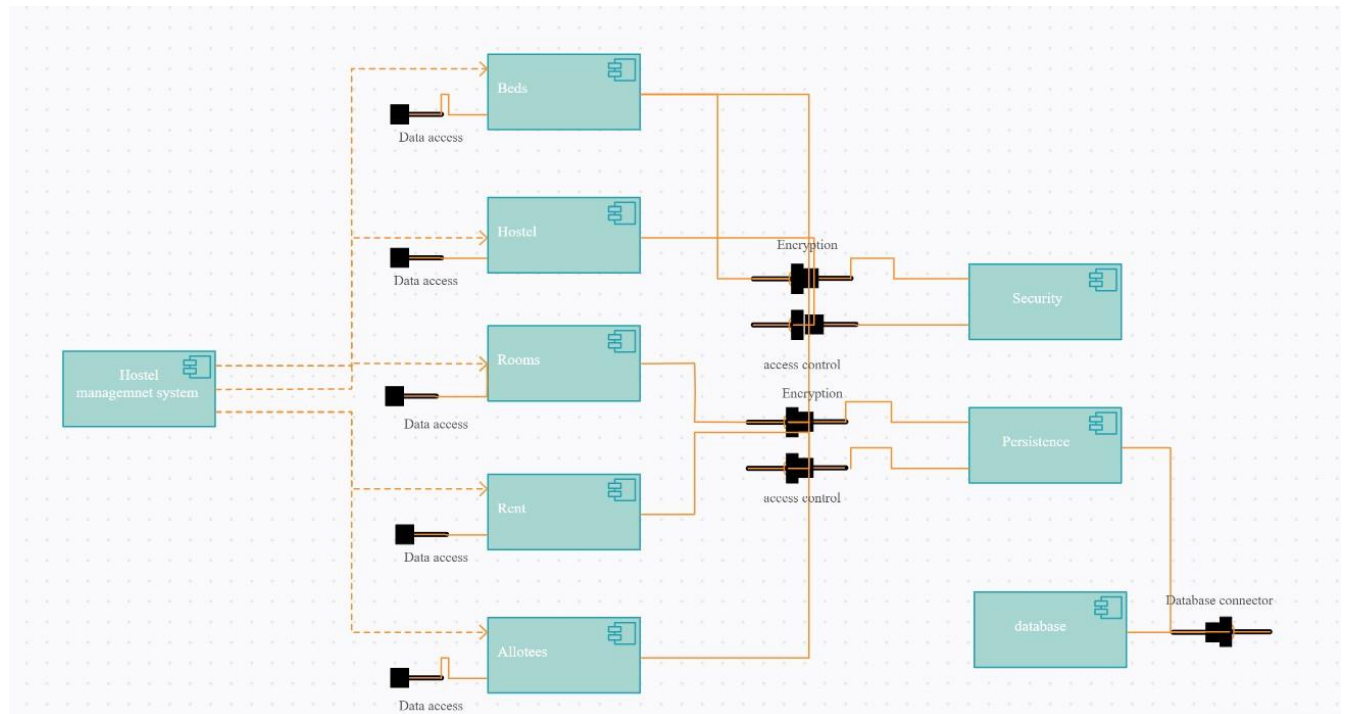 Beds
Data access
Hostel
Data access
Encryption
Security
access control
Hostel
managemnet system
Rooms
Data access
Encryption
Persistence
access control
Rent
Data access
Database connector
database
Allotees
Data access